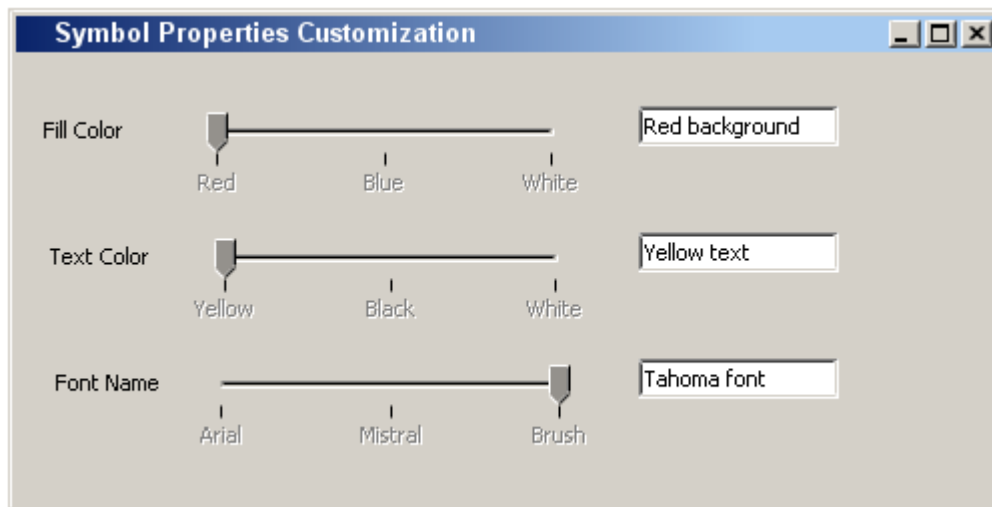 Symbol Properties Customization
Fill Color Red background
Red Blue White
Text Color Yellow text
Yellow Black White
Font Name Tahoma font
Arial Mistral Brush